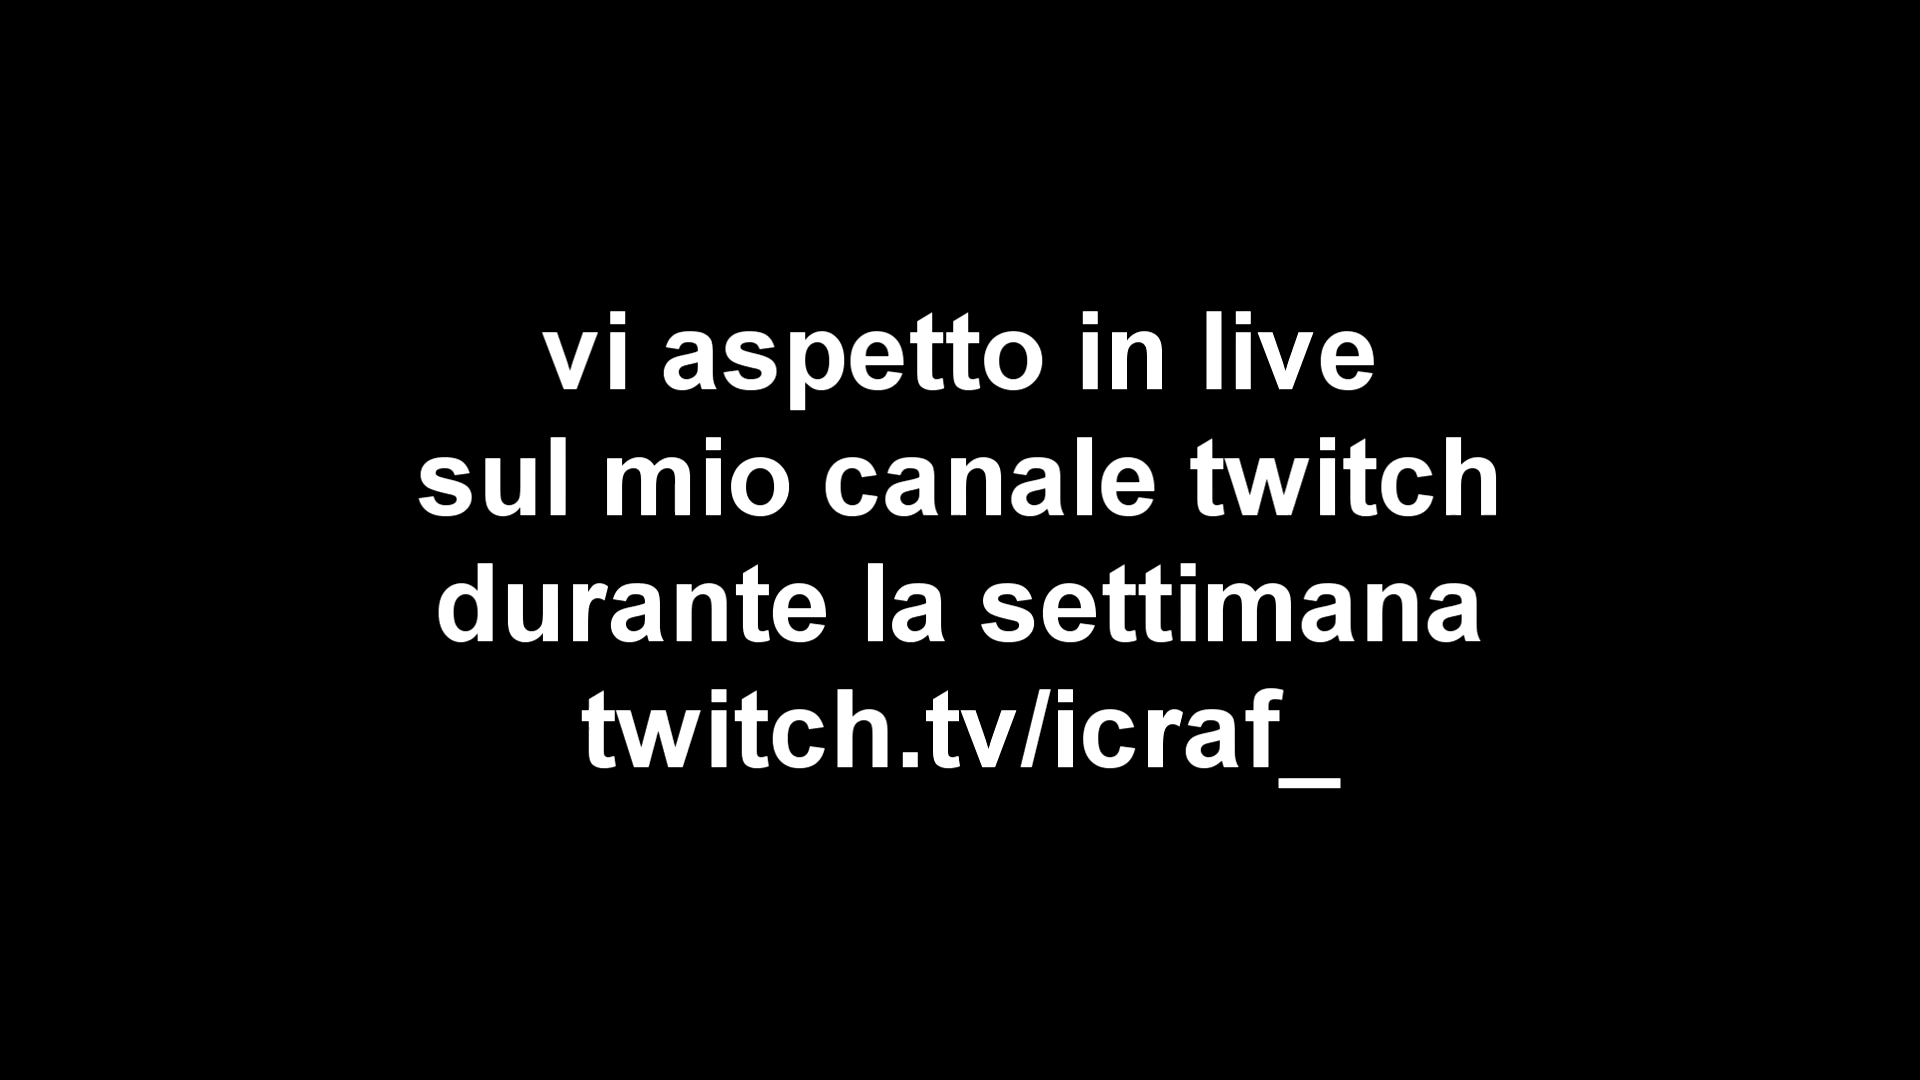 vi aspetto in live
sul mio canale twitch
durante la settimana
twitch.tv/icraf_